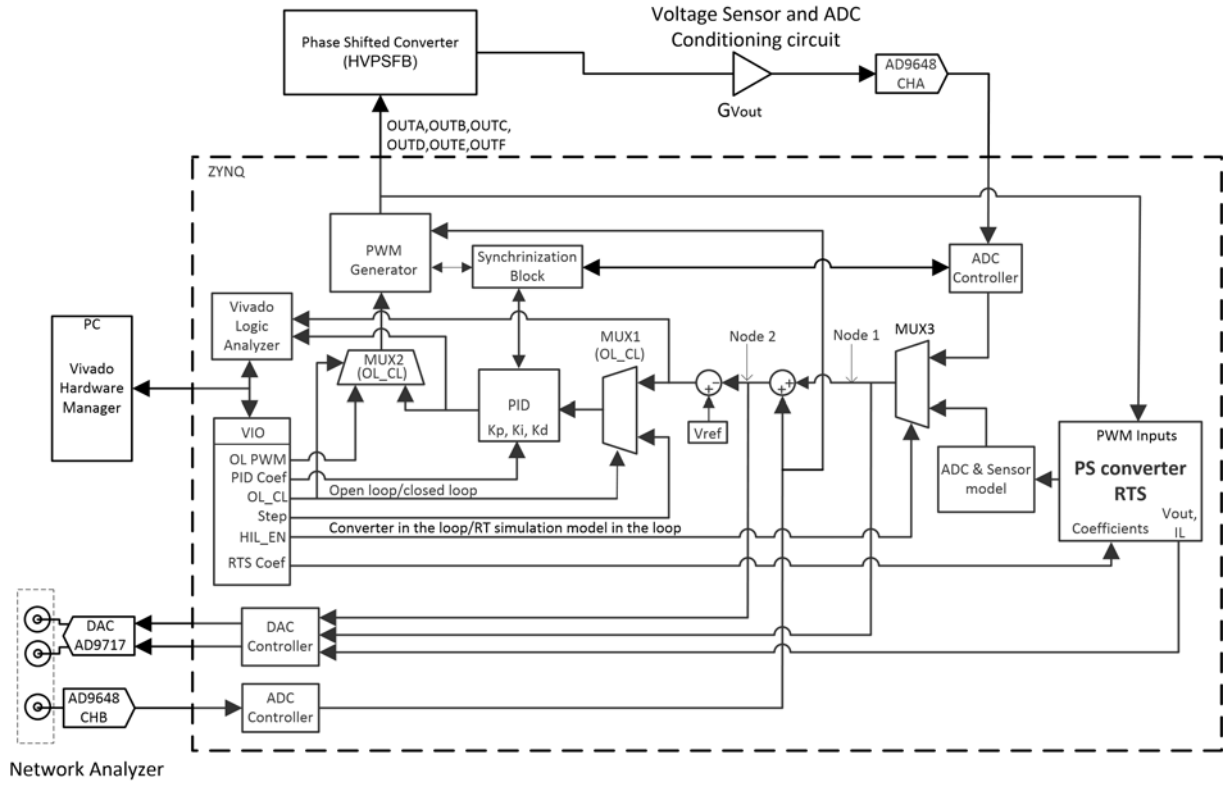 Voltage Sensor and ADC
Conditioning circuit
Phase Shifted Converter
(HVPSFB)
AD9648
CHA
GVout
OUTA,OUTB,OUTC,
OUTD,OUTE,OUTF
ZYNQ
PWM
Generator
Synchrinization
Block
ADC
Controller
Vivado
Logic
Analyzer
PC
Vivado
Hardware
Manager
MUX2
(OL_CL)
MUX1
(OL_CL)
Node 2
Node 1
MUX3
PID
Kp, Ki, Kd
+
-
+
+
Vref
VIO
OL PWM
PID Coef
OL_CL
Step
HIL_EN
RTS Coef
Open loop/closed loop
Converter in the loop/RT simulation model in the loop
ADC & Sensor
model
PWM Inputs
PS converter
RTS
Coefficients
Vout,
IL
DAC
AD9717
DAC
Controller
AD9648
CHB
ADC
Controller
Network Analyzer